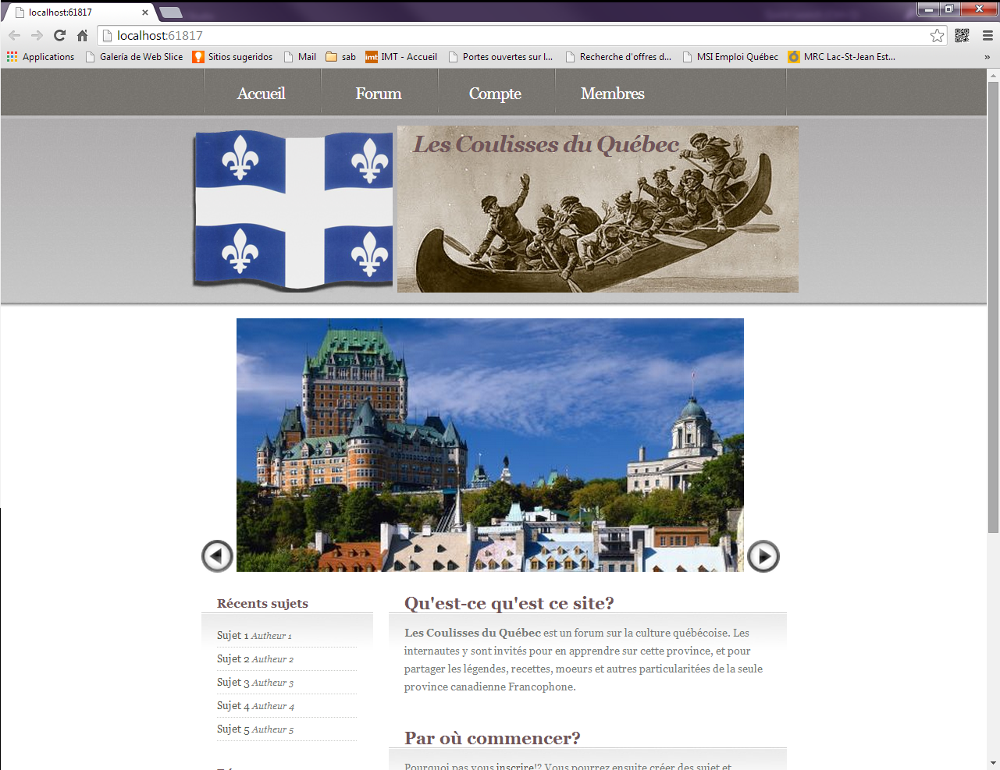 localhost:61817
localhost:61817
Applications Galería de Web Slice Sitios sugeridos Mail sab IMT - Accueil Portes ouvertes sur l... Recherche d'offres d... MSI Emploi Québec MRC Lac-St-Jean Est... »
Accueil Forum Compte Membres
Les Coulisses du Québec
Récents sujets
Sujet 1 Autheur 1
Sujet 2 Autheur 2
Sujet 3 Autheur 3
Sujet 4 Autheur 4
Sujet 5 Autheur 5
Qu'est-ce qu'est ce site?
Les Coulisses du Québec est un forum sur la culture québécoise. Les
internautes y sont invités pour en apprendre sur cette province, et pour
partager les légendes, recettes, moeurs et autres particularitées de la seule
province canadienne Francophone.
Par où commencer?
Pourquoi pas vous inscrire!? Vous pourrez ensuite créer des sujet et